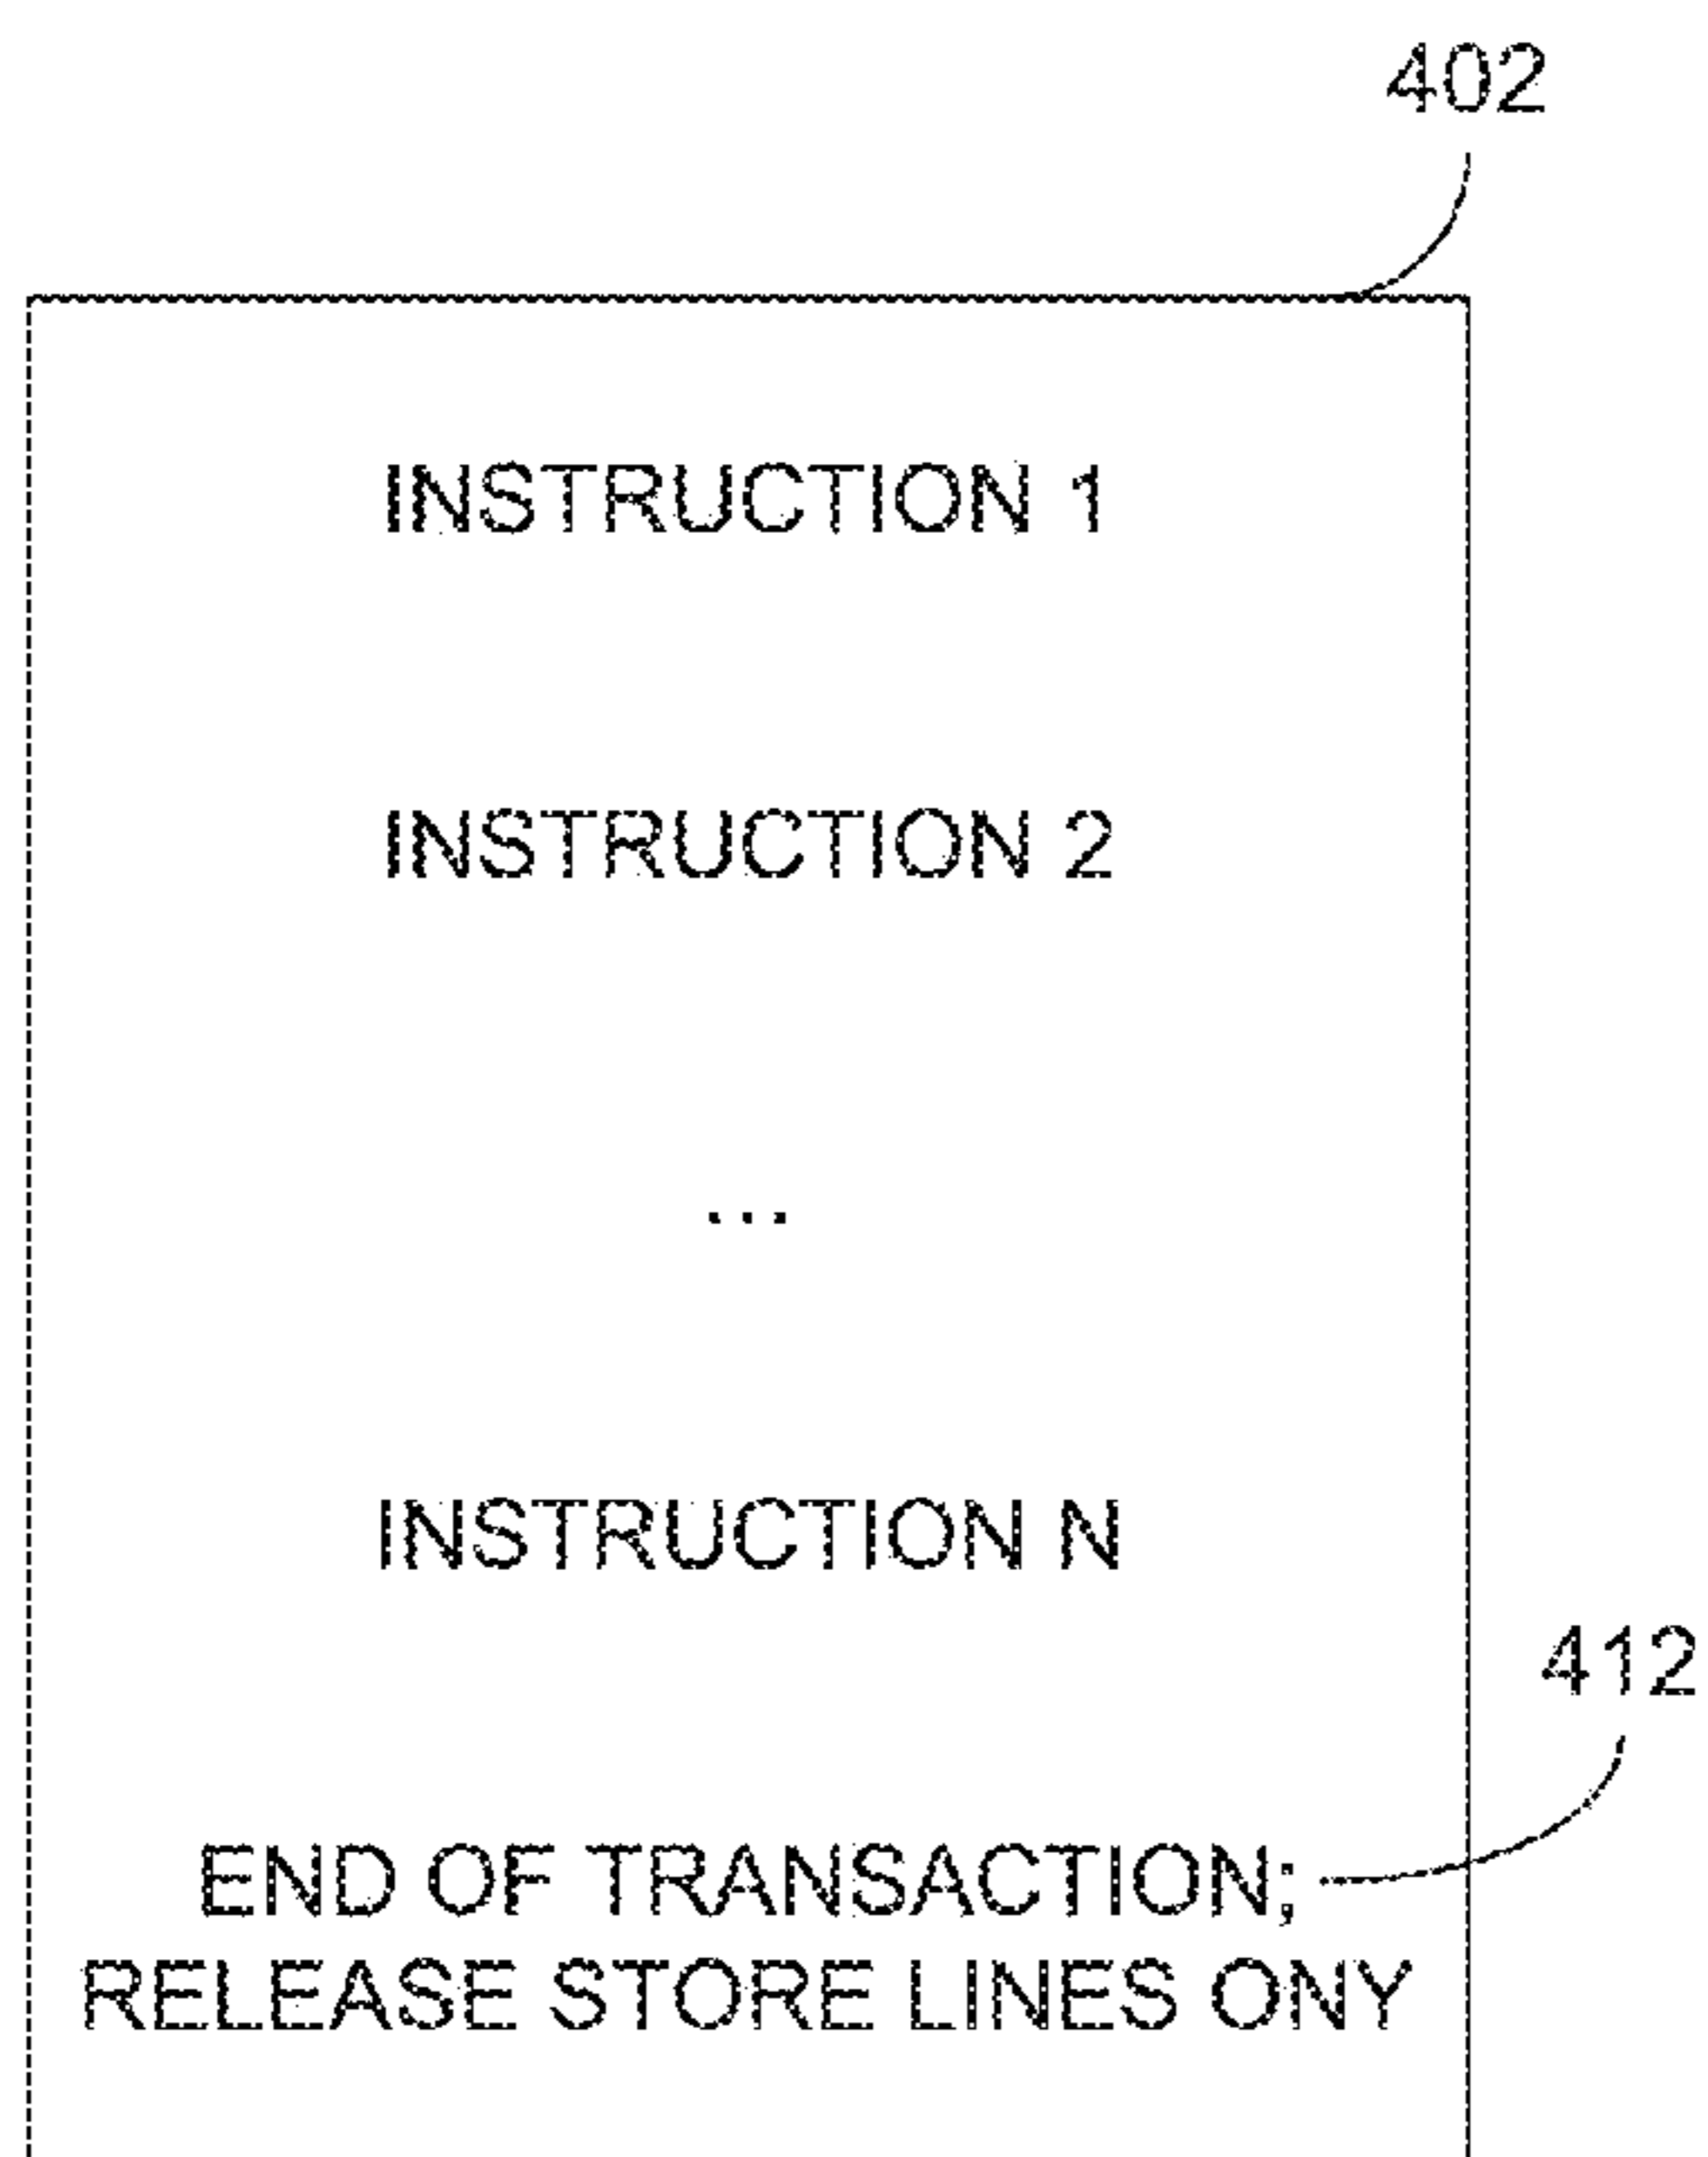 402
INSTRUCTION 1
INSTRUCTION 2
...
INSTRUCTION N
412
END OF TRANSACTION;
RELEASE STORE LINES ONY